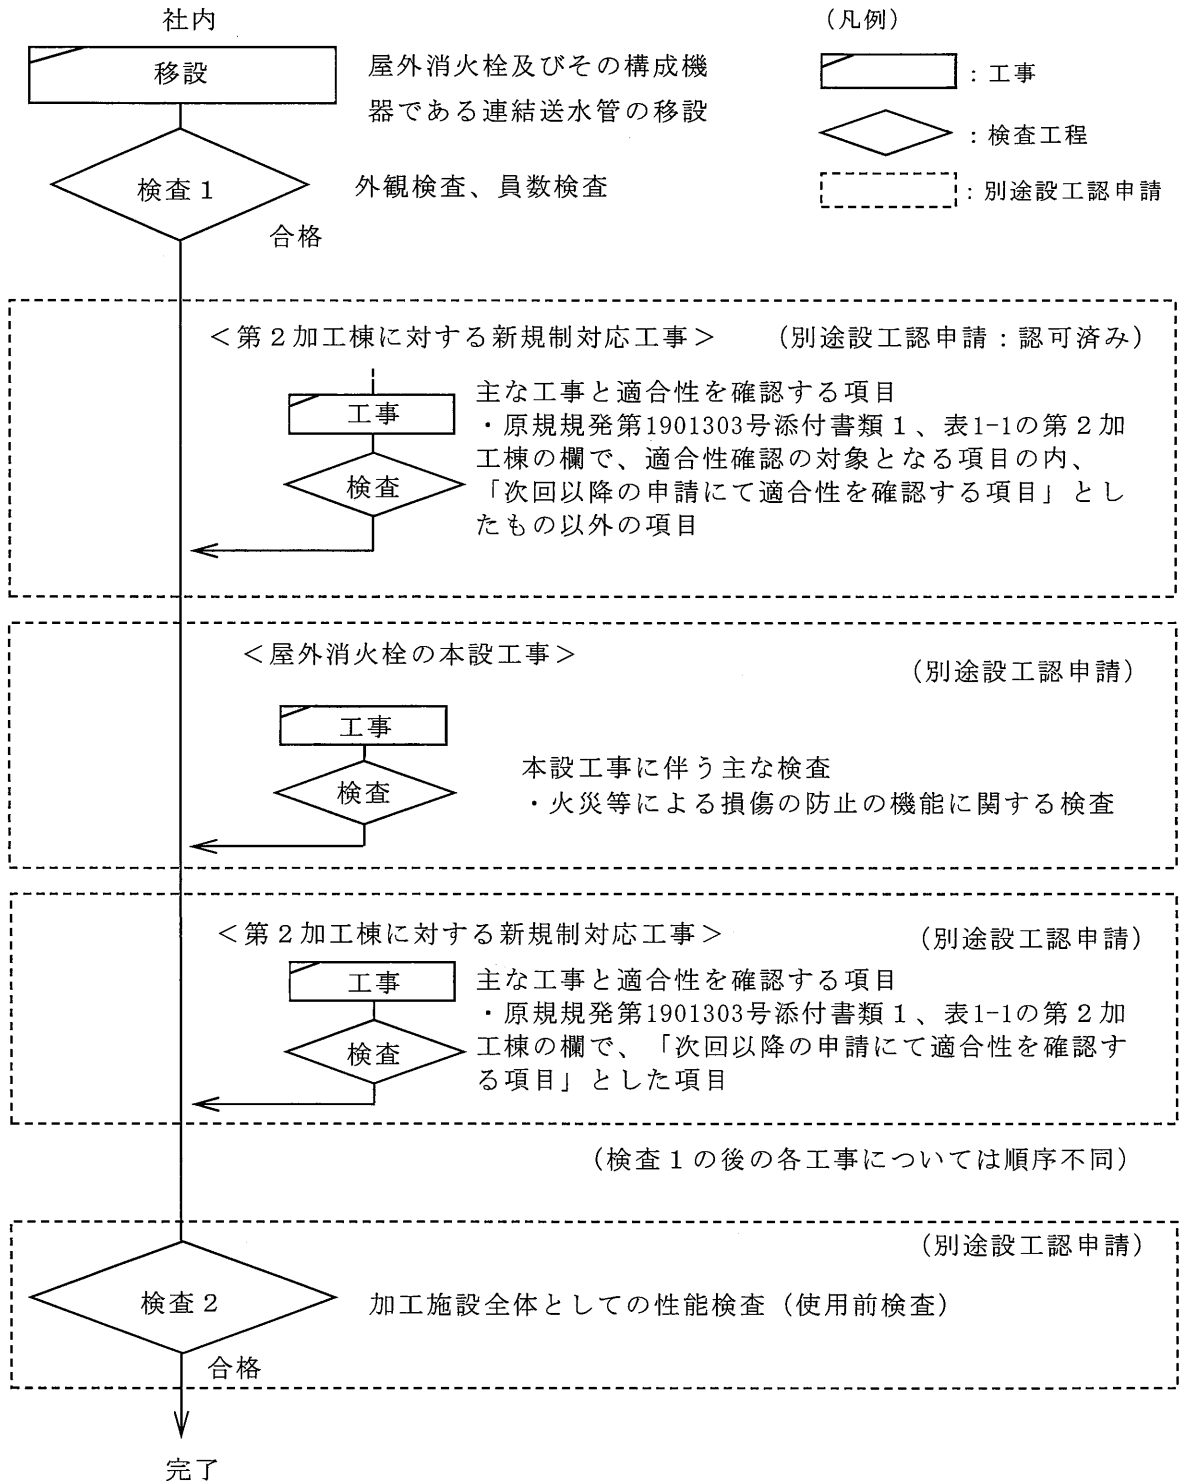 社内
移設
屋外消火栓及びその構成機
器である連結送水管の移設
(凡例)
：工事
：検査工程
：別途設工認申請
検査１
外観検査、員数検査
合格
＜第２加工棟に対する新規制対応工事＞
(別途設工認申請：認可済み)
工事
検査
主な工事と適合性を確認する項目
・原規規発第1901303号添付書類１、表1-1の第２加
工棟の欄で、適合性確認の対象となる項目の内、
「次回以降の申請にて適合性を確認する項目」とし
たもの以外の項目
＜屋外消火栓の本設工事＞
(別途設工認申請)
工事
検査
本設工事に伴う主な検査
・火災等による損傷の防止の機能に関する検査
＜第２加工棟に対する新規制対応工事＞
(別途設工認申請)
工事
検査
主な工事と適合性を確認する項目
・原規規発第1901303号添付書類１、表1-1の第２加
工棟の欄で、「次回以降の申請にて適合性を確認す
る項目」とした項目
(検査１の後の各工事については順序不同)
(別途設工認申請)
検査２
加工施設全体としての性能検査（使用前検査）
合格
完了